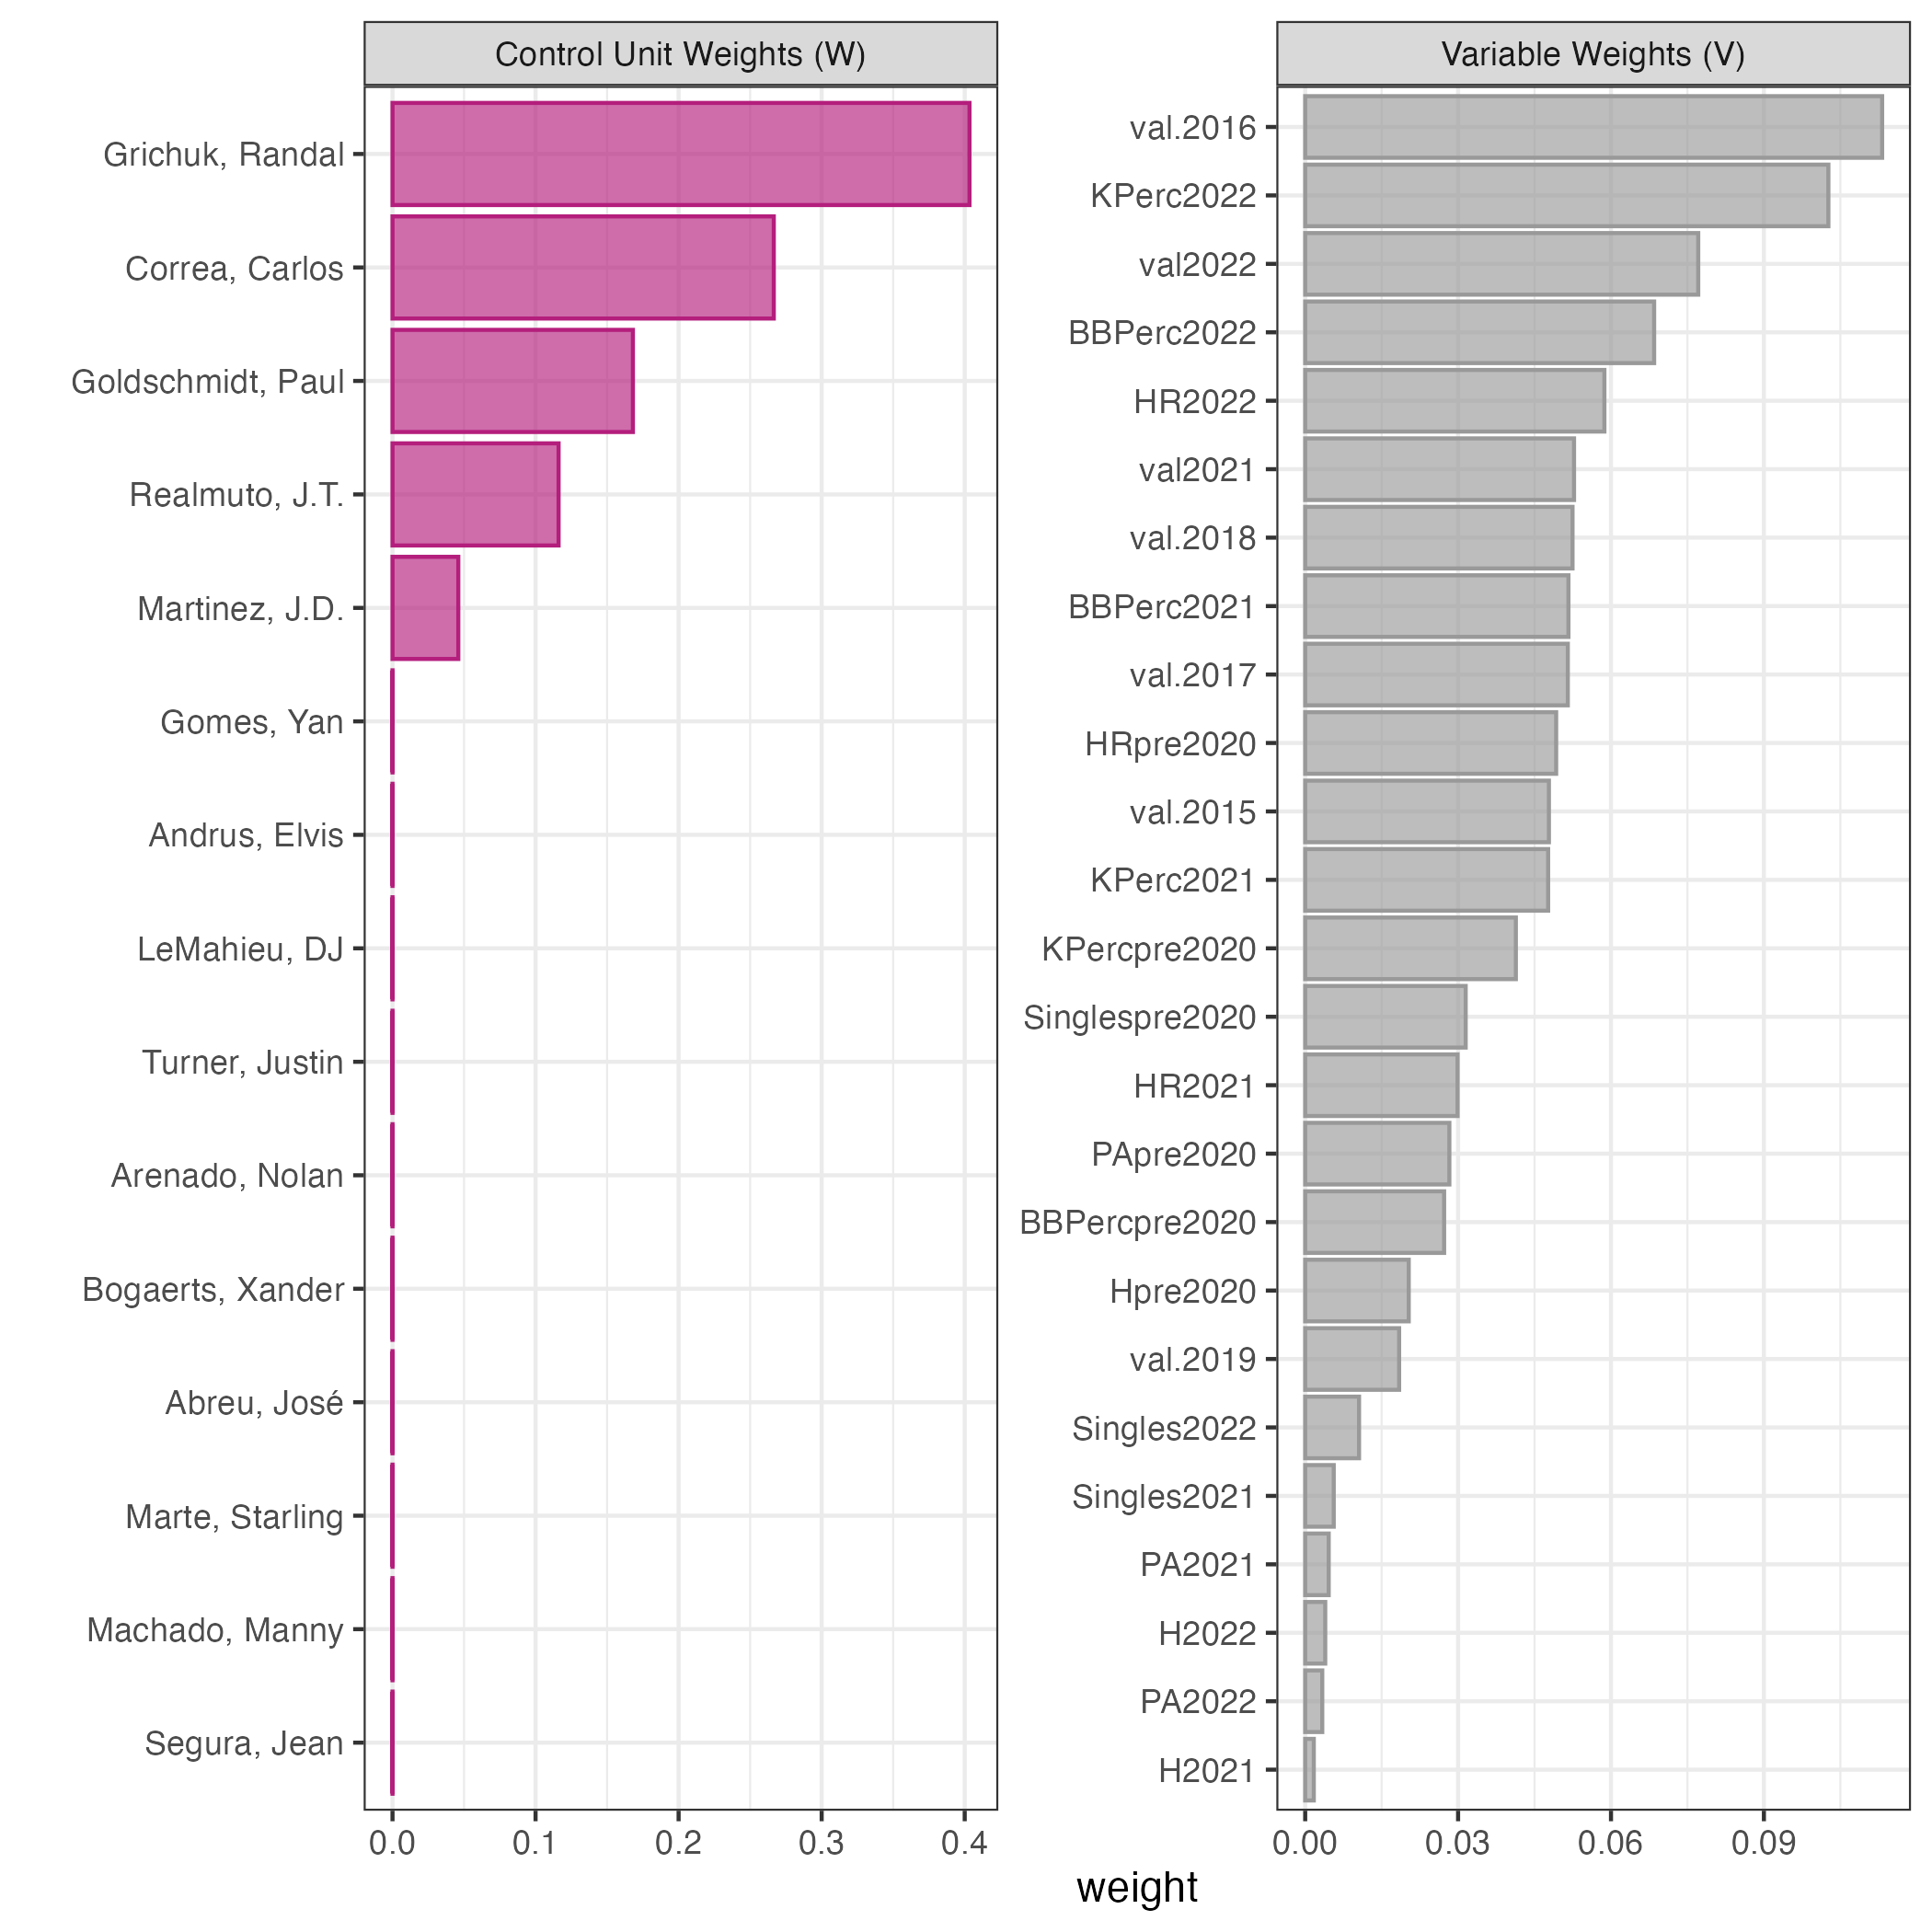 Control Unit Weights (W)
Grichuk, Randal
Correa, Carlos
Goldschmidt, Paul
Realmuto, J.T.
Martinez, J.D.
Gomes, Yan
Andrus, Elvis
LeMahieu, DJ
Turner, Justin
Arenado, Nolan
Bogaerts, Xander
Abreu, José
Marte, Starling
Machado, Manny
Segura, Jean
0.0 0.1 0.2 0.3 0.4
Variable Weights (V)
val.2016
KPerc2022
val2022
BBPerc2022
HR2022
val2021
val.2018
BBPerc2021
val.2017
HRpre2020
val.2015
KPerc2021
KPercpre2020
Singlespre2020
HR2021
PApre2020
BBPercpre2020
Hpre2020
val.2019
Singles2022
Singles2021
PA2021
H2022
PA2022
H2021
0.00 0.03 0.06 0.09
weight